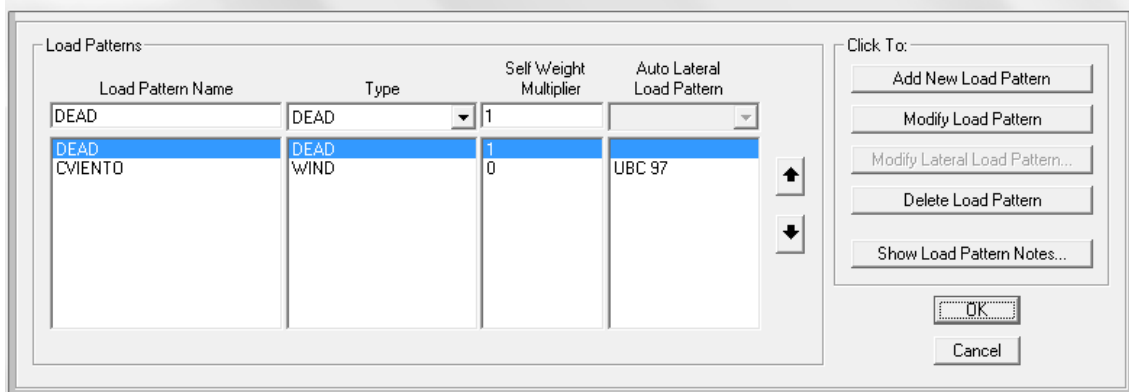 Load Patterns
Load Pattern Name
Type
Self Weight
Multiplier
Auto Lateral
Load Pattern
DEAD
DEAD
1
DEAD
DEAD
1
CVIENTO
WIND
0
UBC 97
Click To:
Add New Load Pattern
Modify Load Pattern
Modify Lateral Load Pattern...
Delete Load Pattern
Show Load Pattern Notes...
OK
Cancel